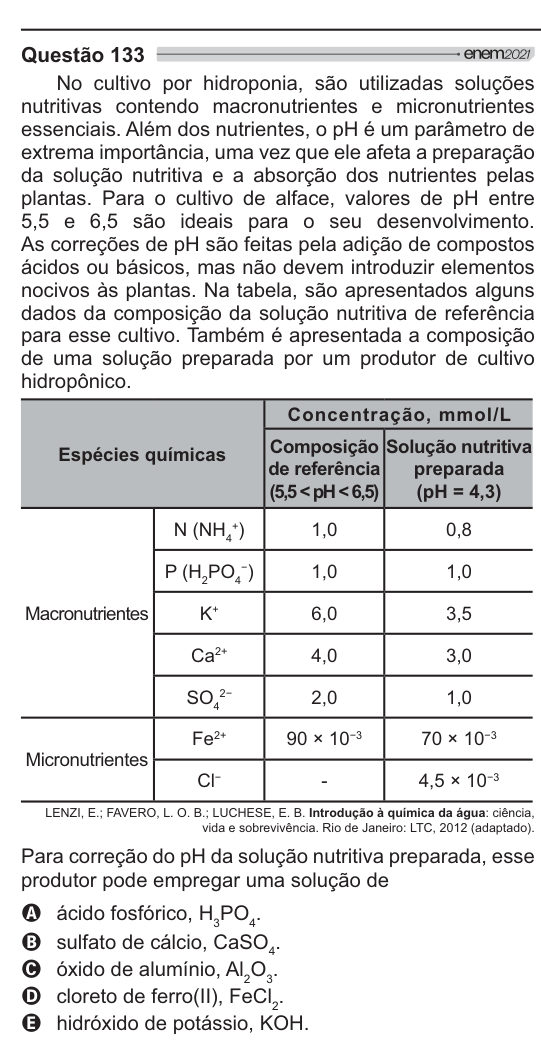 Questão 133 enem2021
No cultivo por hidroponia, são utilizadas soluções
nutritivas contendo macronutrientes e micronutrientes
essenciais. Além dos nutrientes, o pH é um parâmetro de
extrema importância, uma vez que ele afeta a preparação
da solução nutritiva e a absorção dos nutrientes pelas
plantas. Para o cultivo de alface, valores de pH entre
5,5 e 6,5 são ideais para o seu desenvolvimento.
As correções de pH são feitas pela adição de compostos
ácidos ou básicos, mas não devem introduzir elementos
nocivos às plantas. Na tabela, são apresentados alguns
dados da composição da solução nutritiva de referência
para esse cultivo. Também é apresentada a composição
de uma solução preparada por um produtor de cultivo
hidropônico.
Espécies químicas
Concentração, mmol/L
Composição
de referência
(5,5 < pH < 6,5)
Solução nutritiva
preparada
(pH = 4,3)
Macronutrientes
N (NH₄⁺) 1,0 0,8
P (H₂PO₄⁻) 1,0 1,0
K⁺ 6,0 3,5
Ca²⁺ 4,0 3,0
SO₄²⁻ 2,0 1,0
Micronutrientes
Fe²⁺ 90 × 10⁻³ 70 × 10⁻³
Cl⁻ - 4,5 × 10⁻³
LENZI, E.; FAVERO, L. O. B.; LUCHESE, E. B. Introdução à química da água: ciência,
vida e sobrevivência. Rio de Janeiro: LTC, 2012 (adaptado).
Para correção do pH da solução nutritiva preparada, esse
produtor pode empregar uma solução de
A ácido fosfórico, H₃PO₄.
B sulfato de cálcio, CaSO₄.
C óxido de alumínio, Al₂O₃.
D cloreto de ferro(II), FeCl₂.
E hidróxido de potássio, KOH.